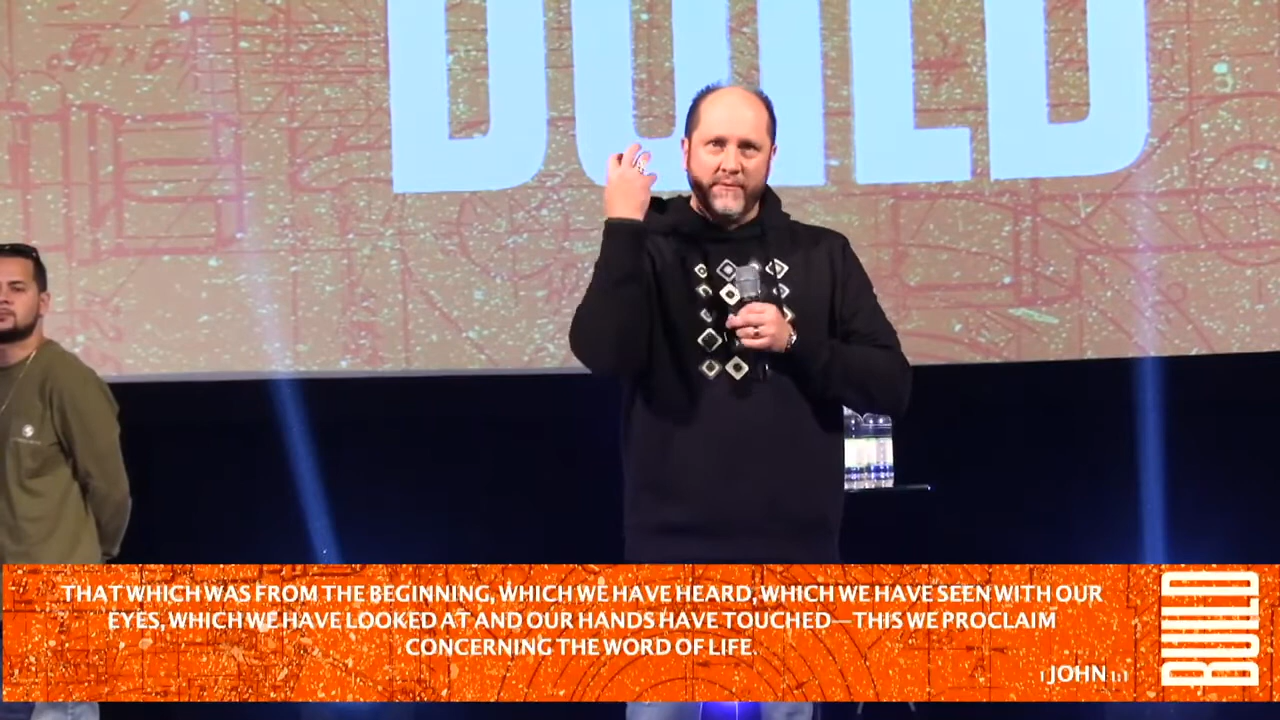 BUILD
THAT WHICH WAS FROM THE BEGINNING, WHICH WE HAVE HEARD, WHICH WE HAVE SEEN WITH OUR
EYES, WHICH WE HAVE LOOKED AT AND OUR HANDS HAVE TOUCHED—THIS WE PROCLAIM
CONCERNING THE WORD OF LIFE.
1 JOHN 1:1
BUILD